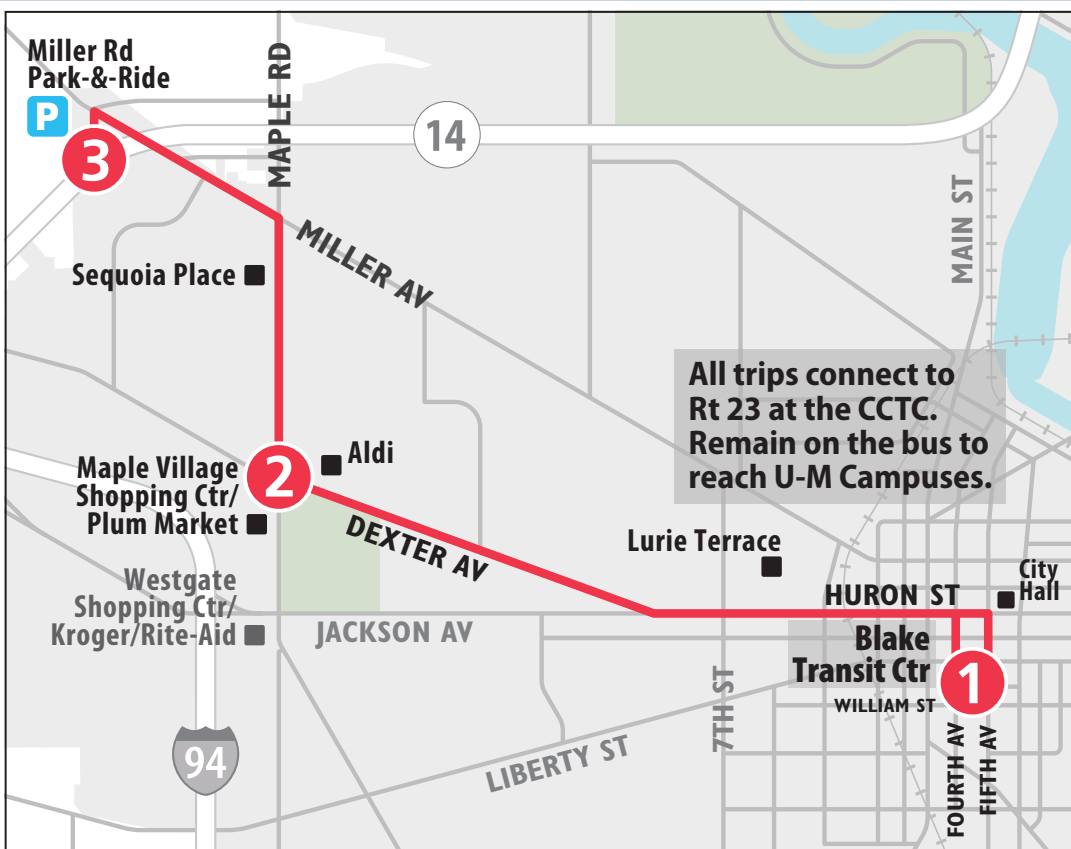 Miller Rd
Park-&-Ride
P
3
MAPLE RD
14
MILLER AV
MAIN ST
Sequoia Place
All trips connect to
Rt 23 at the CCTC.
Remain on the bus to
reach U-M Campuses.
2
Aldi
Maple Village
Shopping Ctr/
Plum Market
DEXTER AV
Lurie Terrace
Westgate
Shopping Ctr/
Kroger/Rite-Aid
JACKSON AV
HURON ST
City
Hall
Blake
Transit Ctr
1
WILLIAM ST
7TH ST
94
LIBERTY ST
FOURTH AV
FIFTH AV